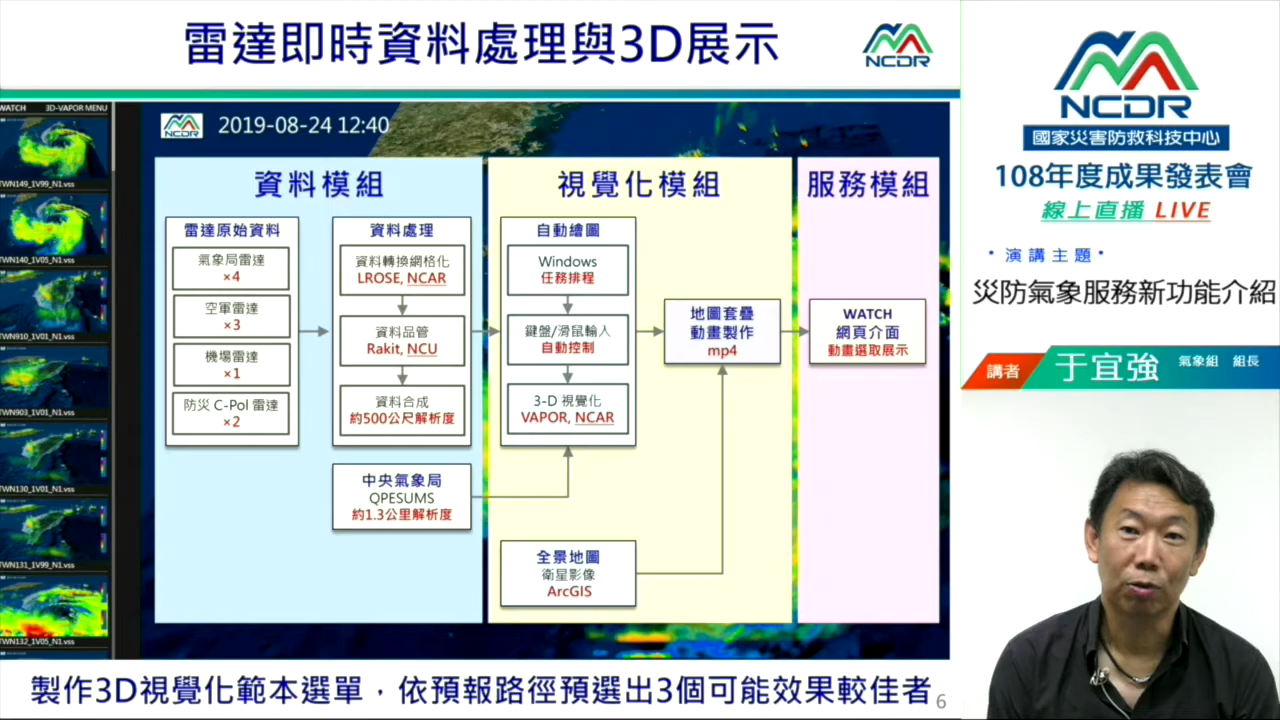 雷達即時資料處理與3D展示
NCDR
WATCH
3D-VAPOR MENU
TWN149_1V99_N1.vss
TWN140_1V05_N1.vss
TWN910_1V01_N1.vss
TWN903_1V01_N1.vss
TWN130_1V01_N1.vss
TWN131_1V99_N1.vss
TWN132_1V05_N1.vss
NCDR
2019-08-24 12:40
資料模組
雷達原始資料
氣象局雷達
×4
空軍雷達
×3
機場雷達
×1
防災 C-Pol 雷達
×2
資料處理
資料轉換網格化
LROSE, NCAR
資料品管
Rakit, NCU
資料合成
約500公尺解析度
中央氣象局
QPESUMS
約1.3公里解析度
視覺化模組
自動繪圖
Windows
任務排程
鍵盤/滑鼠輸入
自動控制
3-D 視覺化
VAPOR, NCAR
地圖套疊
動畫製作
mp4
全景地圖
衛星影像
ArcGIS
服務模組
WATCH
網頁介面
動畫選取展示
製作3D視覺化範本選單，依預報路徑預選出3個可能效果較佳者
6
NCDR
國家災害防救科技中心
108年度成果發表會
線上直播 LIVE
演講主題
災防氣象服務新功能介紹
講者
于宜強
氣象組 組長